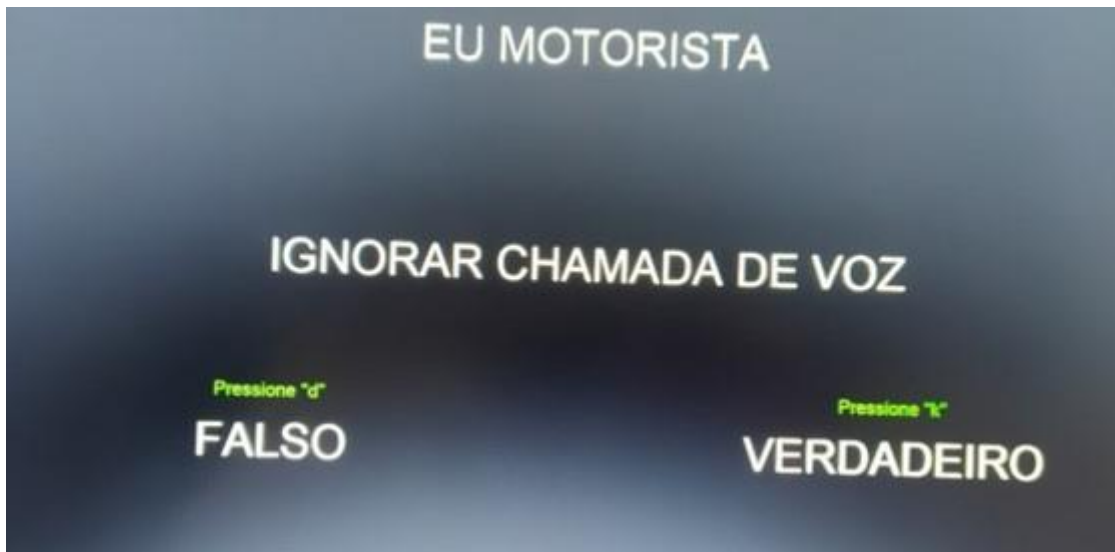 EU MOTORISTA
IGNORAR CHAMADA DE VOZ
Pressione "d"
FALSO
Pressione "k"
VERDADEIRO